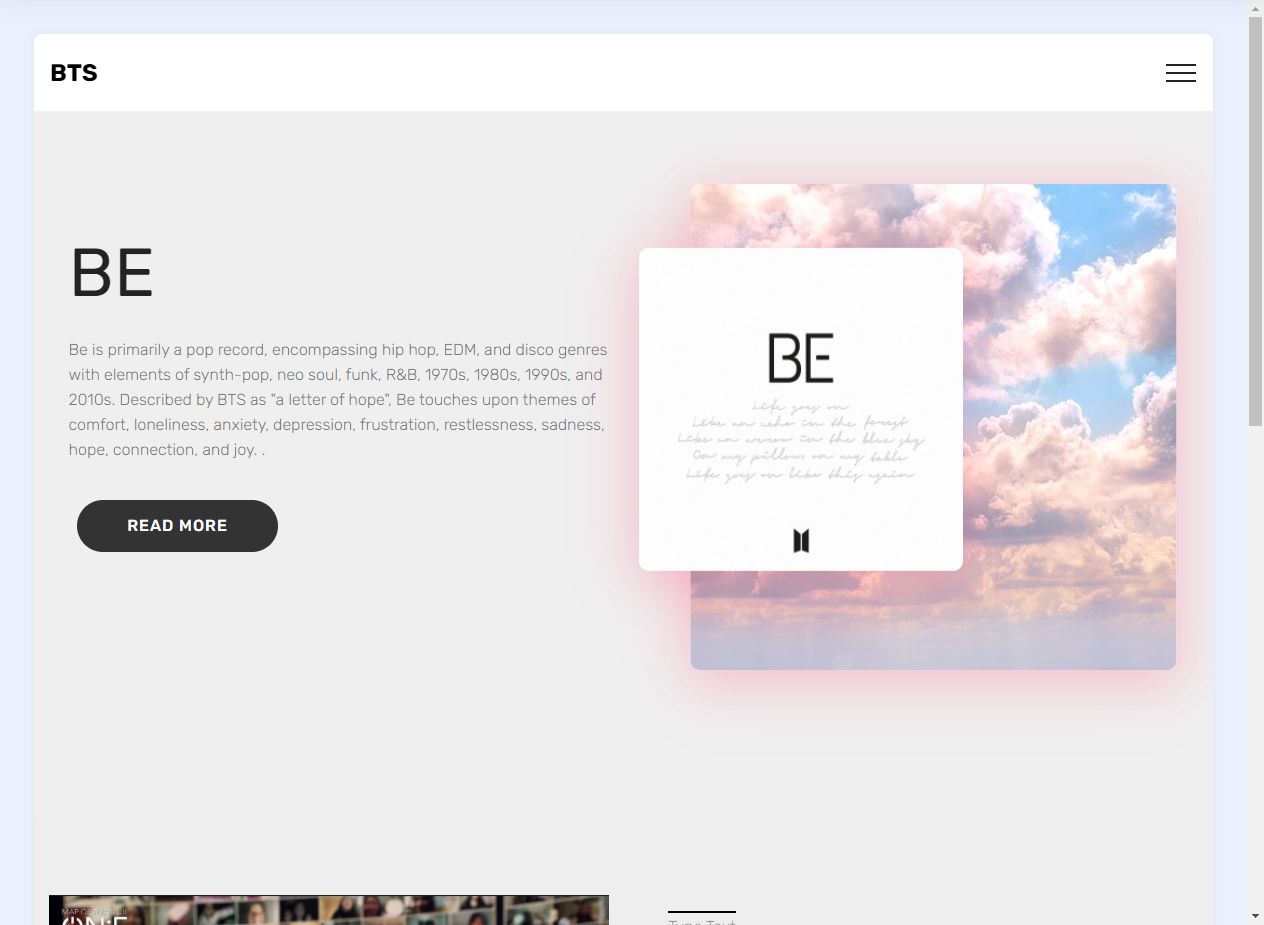 BTS
BE
Be is primarily a pop record, encompassing hip hop, EDM, and disco genres
with elements of synth-pop, neo soul, funk, R&B, 1970s, 1980s, 1990s, and
2010s. Described by BTS as "a letter of hope", Be touches upon themes of
comfort, loneliness, anxiety, depression, frustration, restlessness, sadness,
hope, connection, and joy. .
READ MORE
BE
Life goes on
Like an echo in the forest
Like an arrow in the blue sky
On my pillow, on my table
Life goes on like this again
Type Text